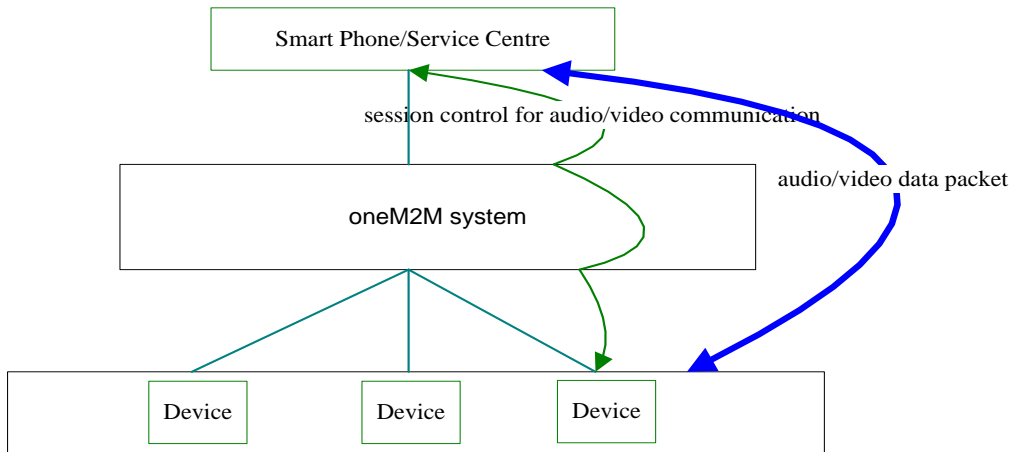 Smart Phone/Service Centre
session control for audio/video communication
audio/video data packet
oneM2M system
Device
Device
Device